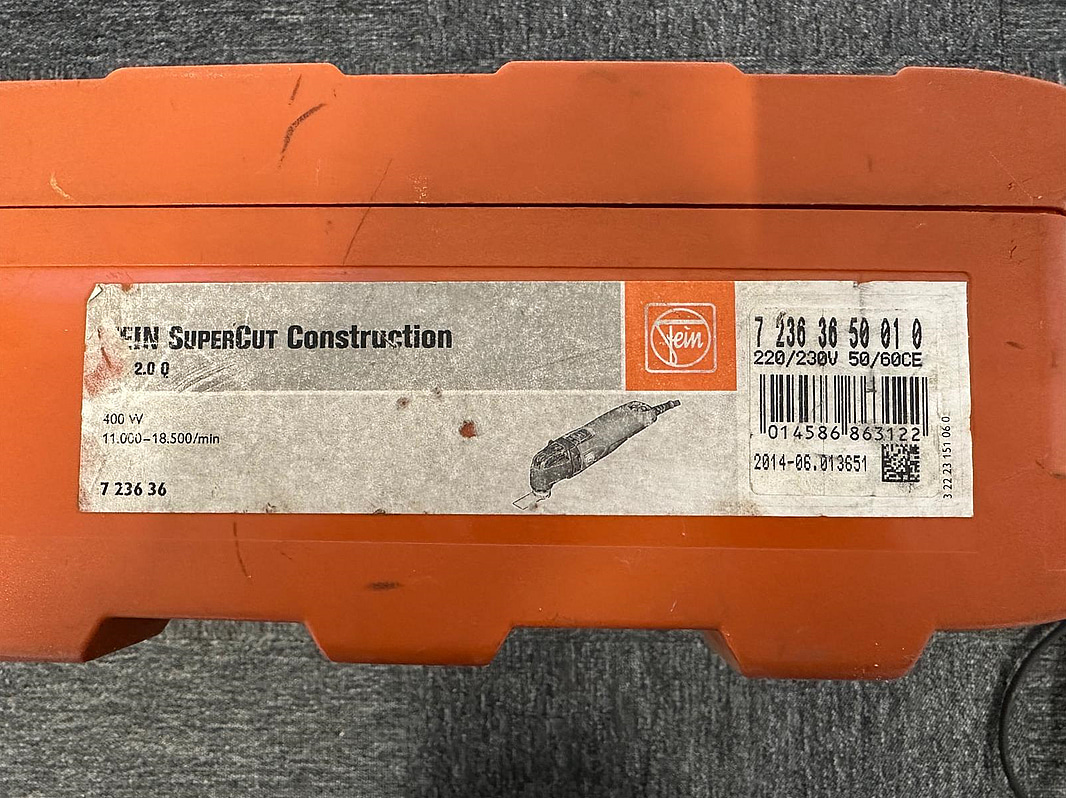 FEIN SUPERCUT Construction
2.0 Q
400 W
11.000–18.500/min
7 236 36
fein
7 236 36 50 01 0
220/230V 50/60CE
014586 863122
2014-06.013651
3 22 23 151 06 0